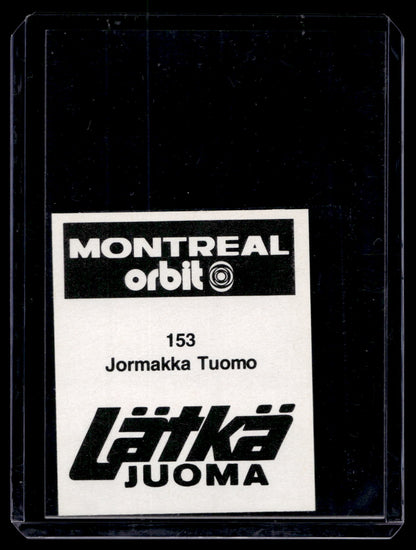 MONTREAL
orbit
153
Jormakka Tuomo
Lätkä
JUOMA